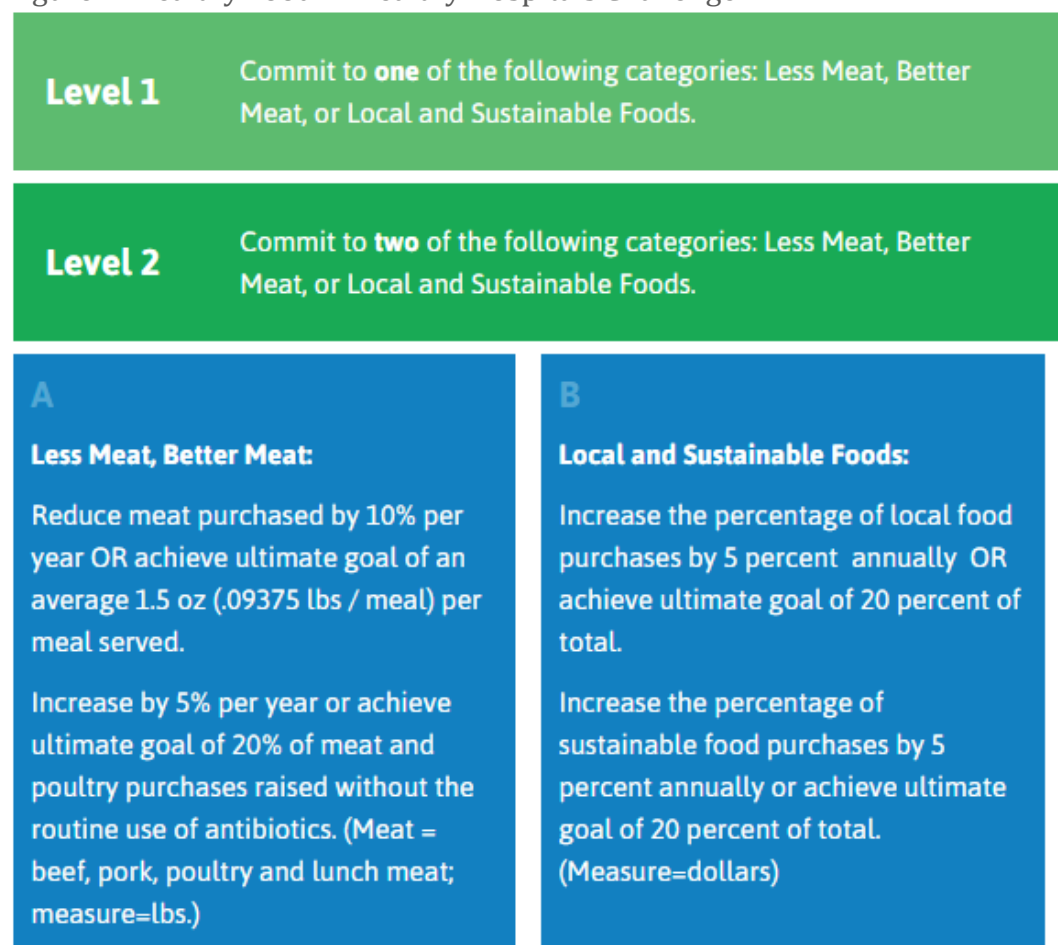 Level 1
Commit to one of the following categories: Less Meat, Better
Meat, or Local and Sustainable Foods.
Level 2
Commit to two of the following categories: Less Meat, Better
Meat, or Local and Sustainable Foods.
A
Less Meat, Better Meat:
Reduce meat purchased by 10% per
year OR achieve ultimate goal of an
average 1.5 oz (.09375 lbs / meal) per
meal served.
Increase by 5% per year or achieve
ultimate goal of 20% of meat and
poultry purchases raised without the
routine use of antibiotics. (Meat =
beef, pork, poultry and lunch meat;
measure=lbs.)
B
Local and Sustainable Foods:
Increase the percentage of local food
purchases by 5 percent annually OR
achieve ultimate goal of 20 percent of
total.
Increase the percentage of
sustainable food purchases by 5
percent annually or achieve ultimate
goal of 20 percent of total.
(Measure=dollars)